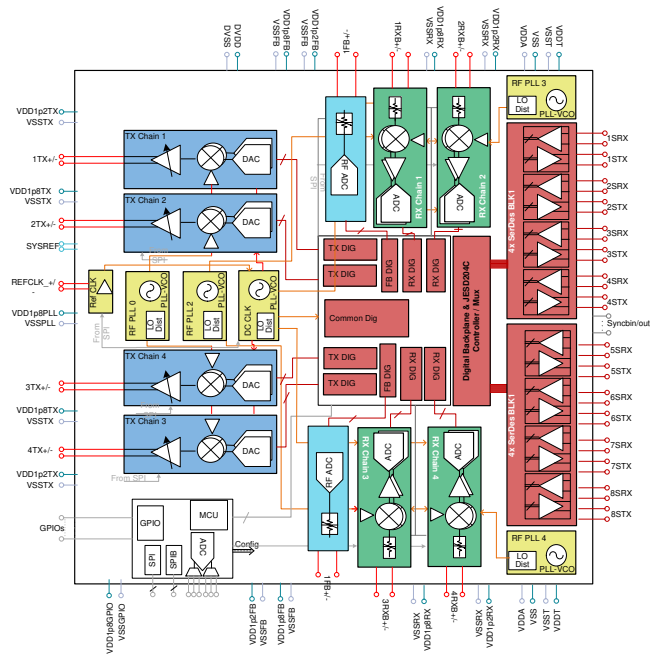 DVSS
DVDD
VSSFB
VDD1p8FB
VSSFB
VDD1p2FB
1FB+/-
1RXB+/-
VSSRX
VDD1p8RX
2RXB+/-
VSSRX
VDD1p2RX
VDDA
VSS
VSST
VDDT
VDD1p2TX
VSSTX
1TX+/-
VDD1p8TX
VSSTX
2TX+/-
SYSREF
REFCLK_+/
-
VDD1p8PLL
VSSPLL
3TX+/-
VDD1p8TX
VSSTX
4TX+/-
VDD1p2TX
VSSTX
GPIOs
TX Chain 1
DAC
TX Chain 2
DAC
From
SPI
Ref CLK
From
SPI
RF PLL 0
PLL-VCO
LO
Dist
RF PLL 2
PLL-VCO
DC CLK
PLL-VCO
LO
Dist
TX Chain 4
DAC
TX Chain 3
DAC
From SPI
GPIO
MCU
SPI
SPIB
ADC
Config
From
SPI
RF ADC
ADC
RX Chain 1
ADC
RX Chain 2
RF PLL 3
LO
Dist
PLL-VCO
TX DIG
TX DIG
FB DIG
RX DIG
RX DIG
Common Dig
TX DIG
TX DIG
FB DIG
RX DIG
RX DIG
Digital Backplane & JESD204C
Controller / Mux
4x SerDes BLK1
4x SerDes BLK1
RF ADC
ADC
RX Chain 3
ADC
RX Chain 4
RF PLL 4
LO
Dist
PLL-VCO
1SRX
1STX
2SRX
2STX
3SRX
3STX
4SRX
4STX
Syncbin/out
5SRX
5STX
6SRX
6STX
7SRX
7STX
8SRX
8STX
VDD1p8GPIO
VSSGPIO
VDD1p2FB
VSSFB
VDD1p8FB
VSSFB
1FB+/-
3RXB+/-
VSSRX
VDD1p8RX
4RXB+/-
VSSRX
VDD1p2RX
VDDA
VSS
VSST
VDDT